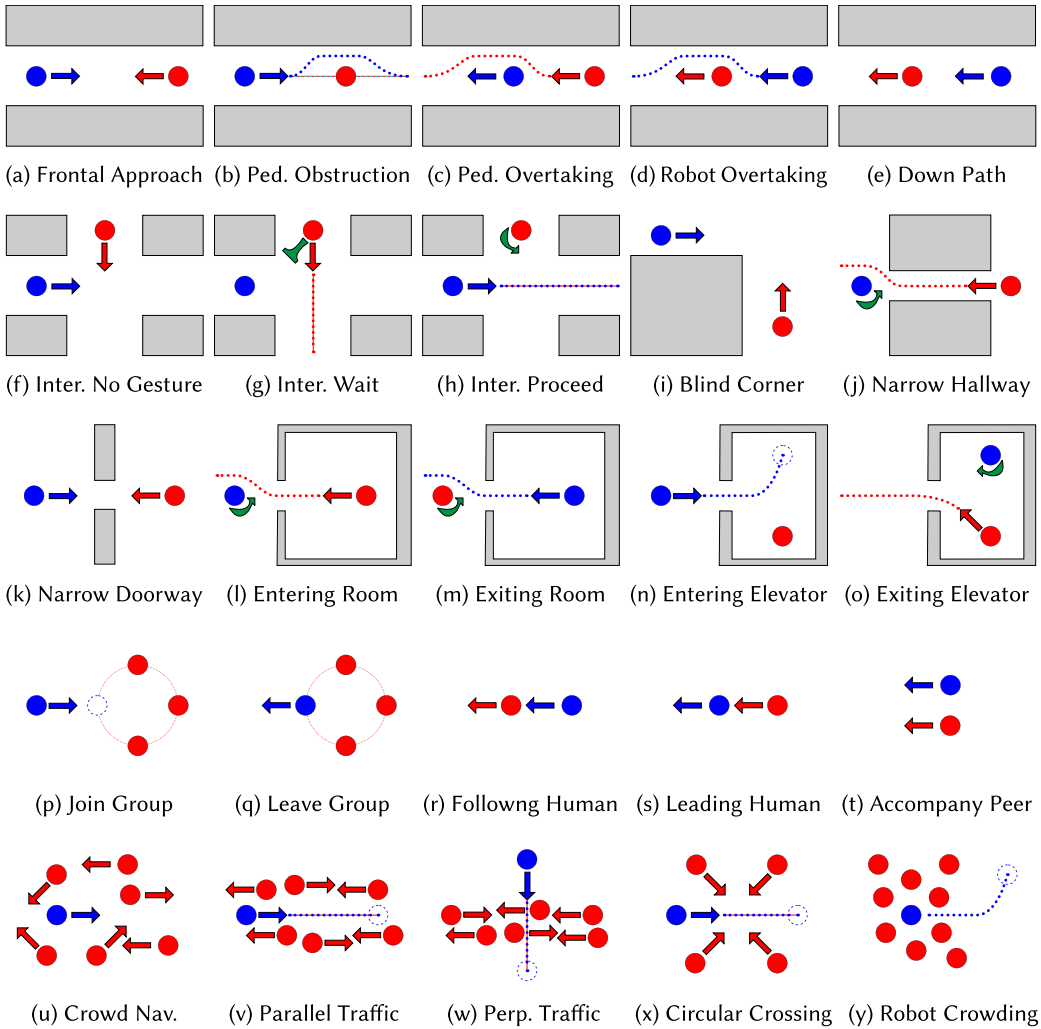 (a) Frontal Approach
(b) Ped. Obstruction
(c) Ped. Overtaking
(d) Robot Overtaking
(e) Down Path
(f) Inter. No Gesture
(g) Inter. Wait
(h) Inter. Proceed
(i) Blind Corner
(j) Narrow Hallway
(k) Narrow Doorway
(l) Entering Room
(m) Exiting Room
(n) Entering Elevator
(o) Exiting Elevator
(p) Join Group
(q) Leave Group
(r) Followng Human
(s) Leading Human
(t) Accompany Peer
(u) Crowd Nav.
(v) Parallel Traffic
(w) Perp. Traffic
(x) Circular Crossing
(y) Robot Crowding